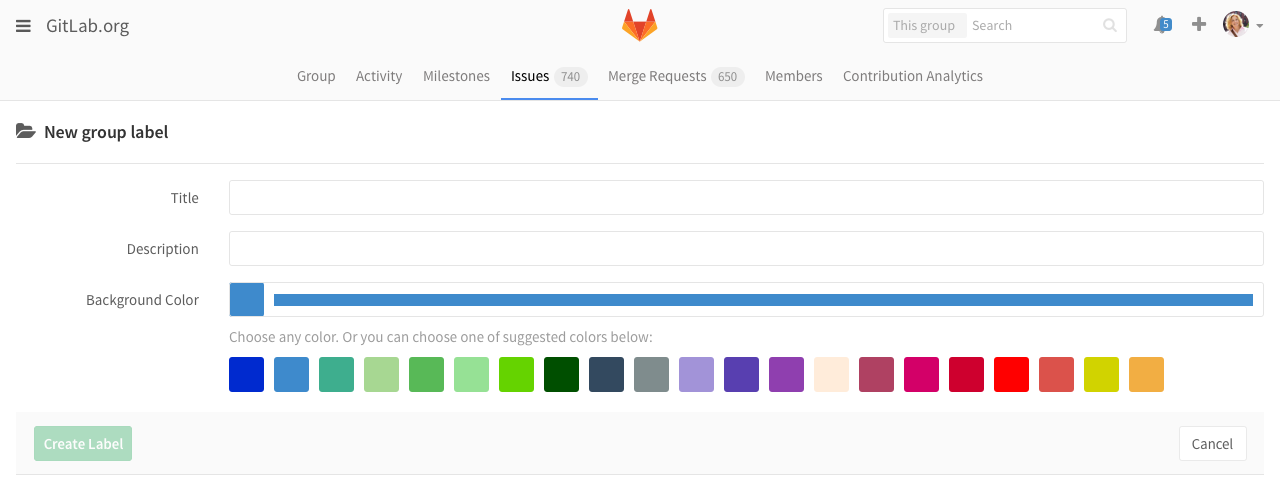 GitLab.org
This group Search
5
Group Activity Milestones Issues 740 Merge Requests 650 Members Contribution Analytics
New group label
Title
Description
Background Color
Choose any color. Or you can choose one of suggested colors below:
Create Label Cancel